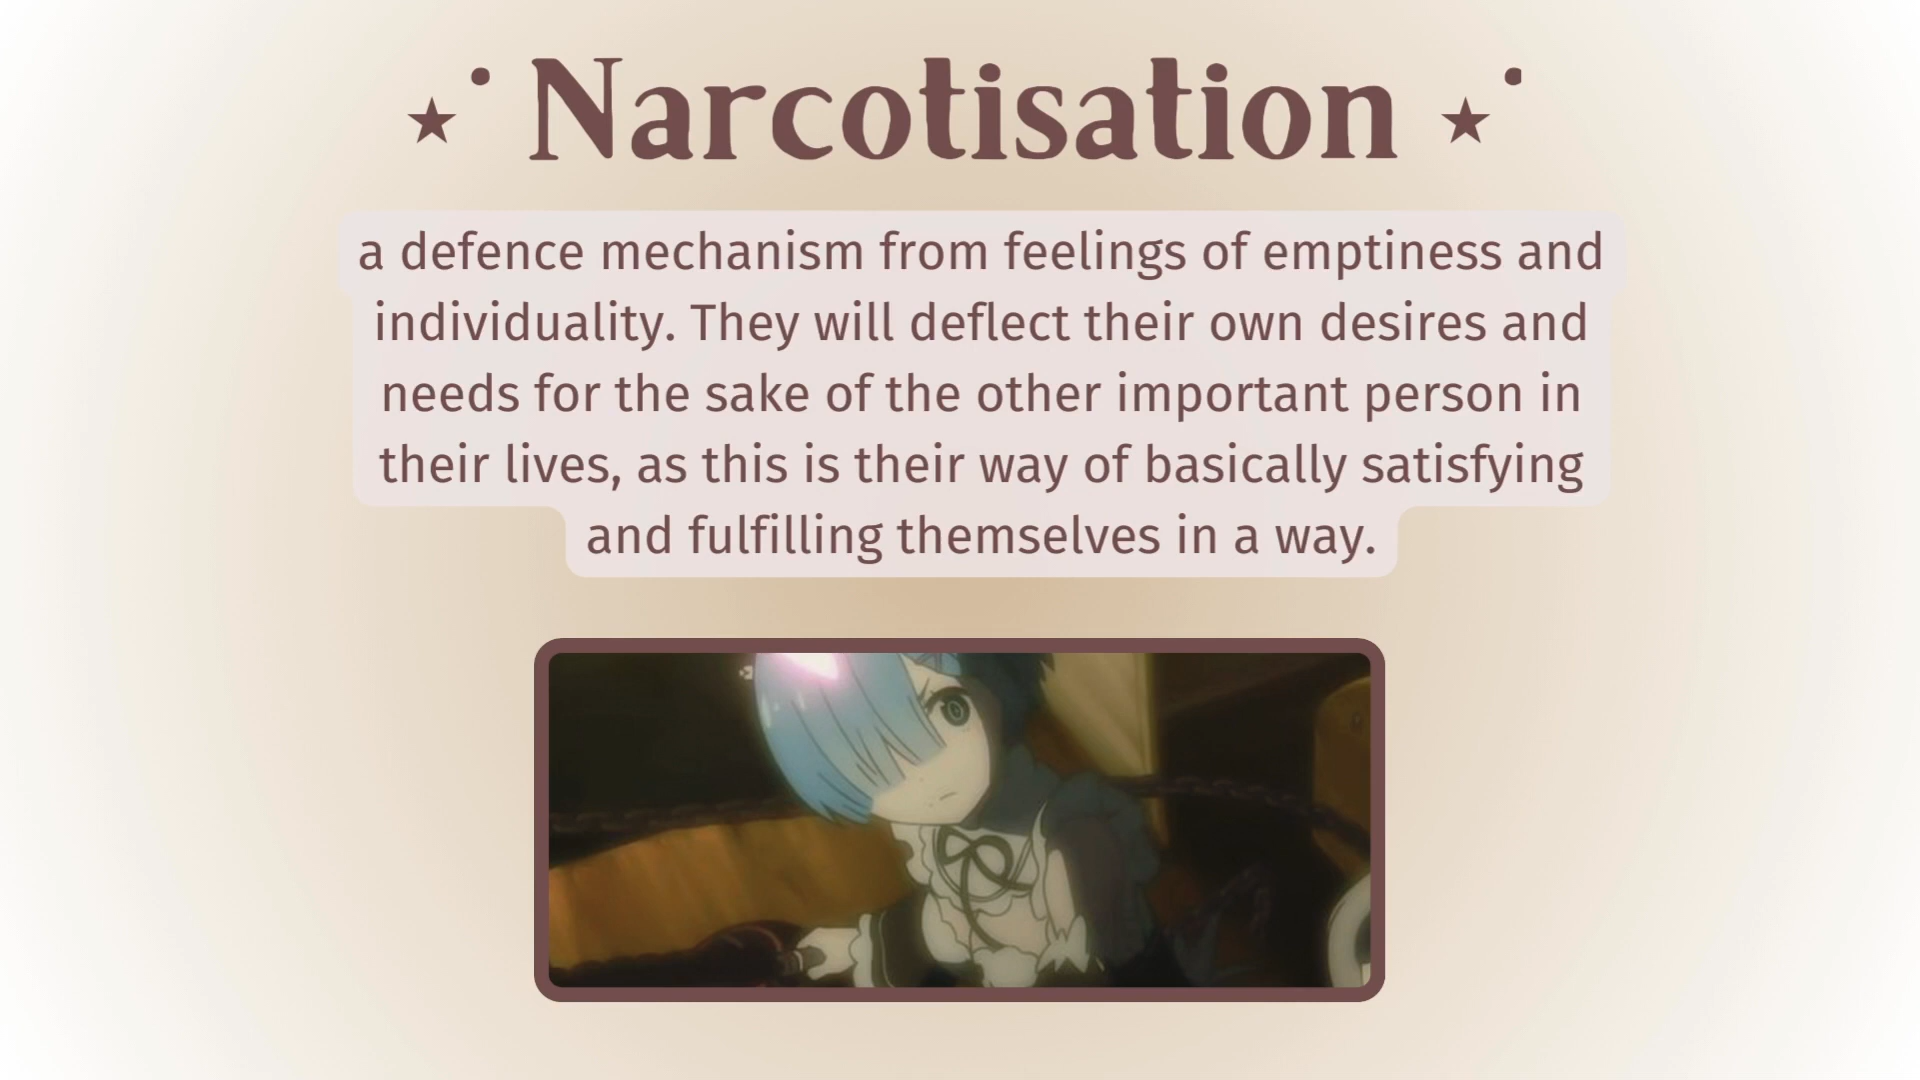 Narcotisation
a defence mechanism from feelings of emptiness and
individuality. They will deflect their own desires and
needs for the sake of the other important person in
their lives, as this is their way of basically satisfying
and fulfilling themselves in a way.